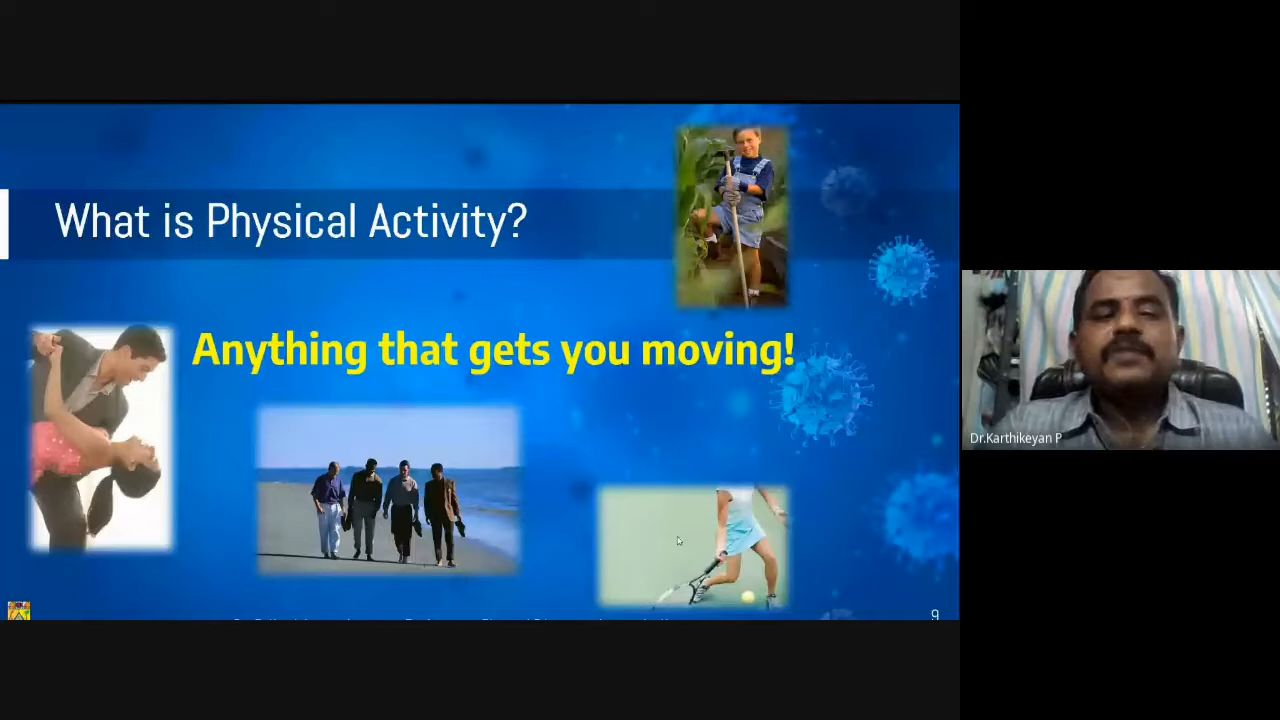 What is Physical Activity?
Anything that gets you moving!
Dr.Karthikeyan P
9